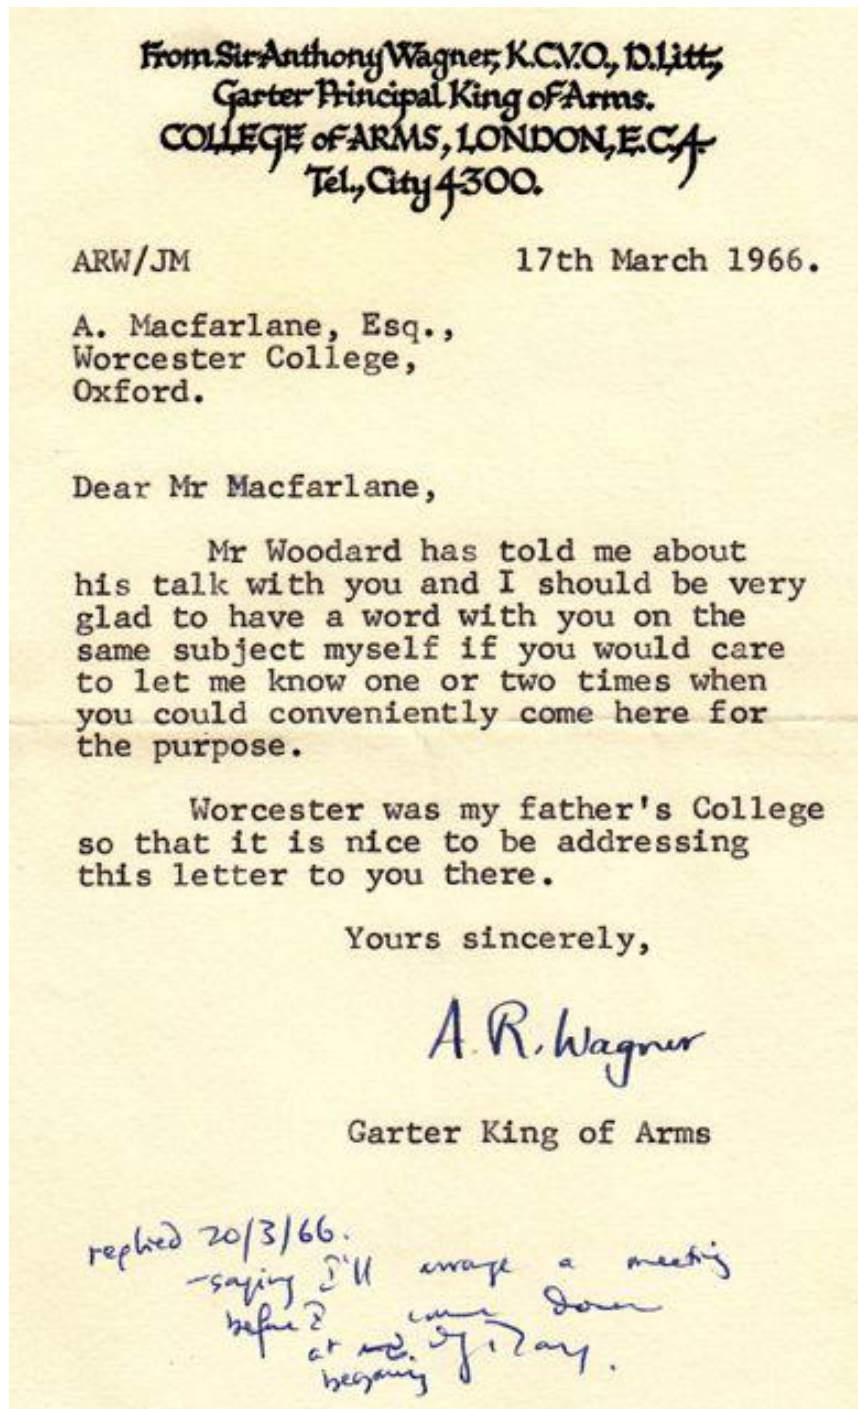 From Sir Anthony Wagner, K.C.V.O., D.Litt.,
Garter Principal King of Arms.
COLLEGE of ARMS, LONDON, E.C.4.
Tel., City 4300.
ARW/JM 17th March 1966.
A. Macfarlane, Esq.,
Worcester College,
Oxford.
Dear Mr Macfarlane,
Mr Woodard has told me about
his talk with you and I should be very
glad to have a word with you on the
same subject myself if you would care
to let me know one or two times when
you could conveniently come here for
the purpose.
Worcester was my father's College
so that it is nice to be addressing
this letter to you there.
Yours sincerely,
A. R. Wagner
Garter King of Arms
replied 20/3/66.
- saying I'll arrange a meeting
before I come down
at
beginning of May.